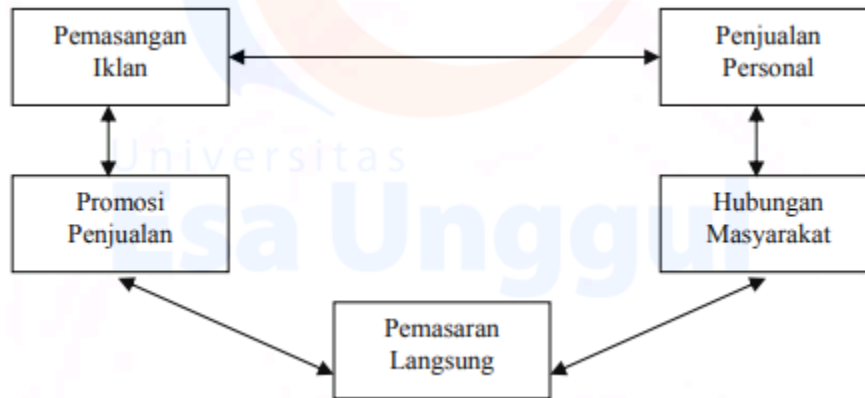 Pemasangan
Iklan
Penjualan
Personal
Universitas
Esa Unggul
Promosi
Penjualan
Hubungan
Masyarakat
Pemasaran
Langsung